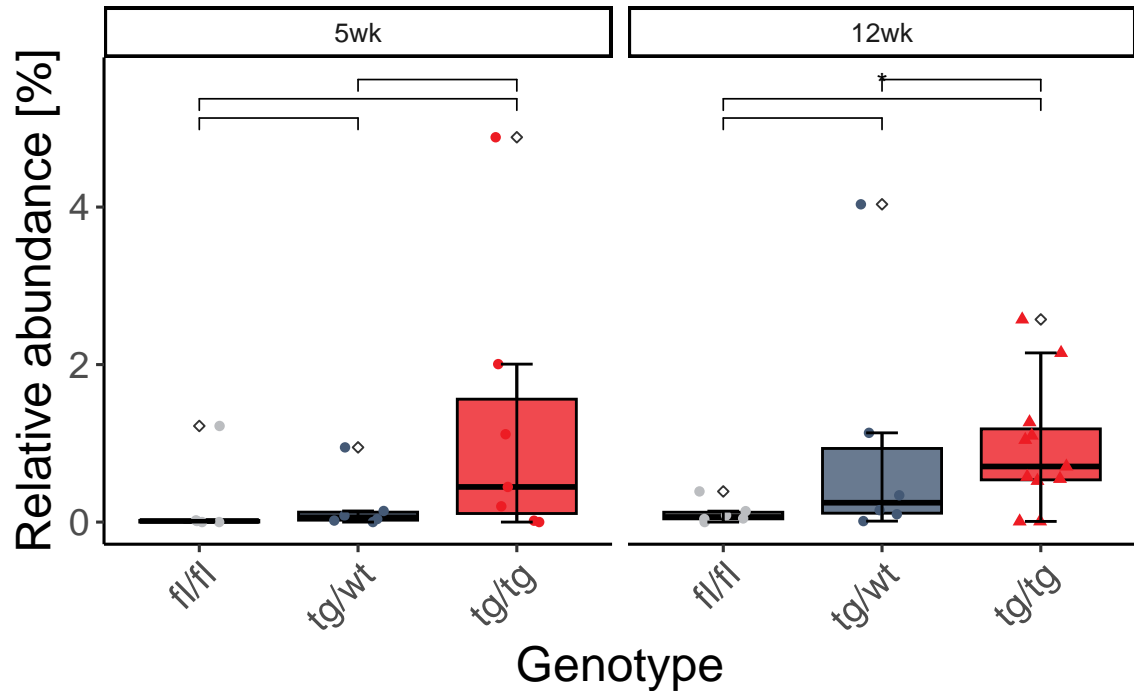 5wk 12wk
*
Relative abundance [%]
4
2
0
fl/fl tg/wt tg/tg fl/fl tg/wt tg/tg
Genotype